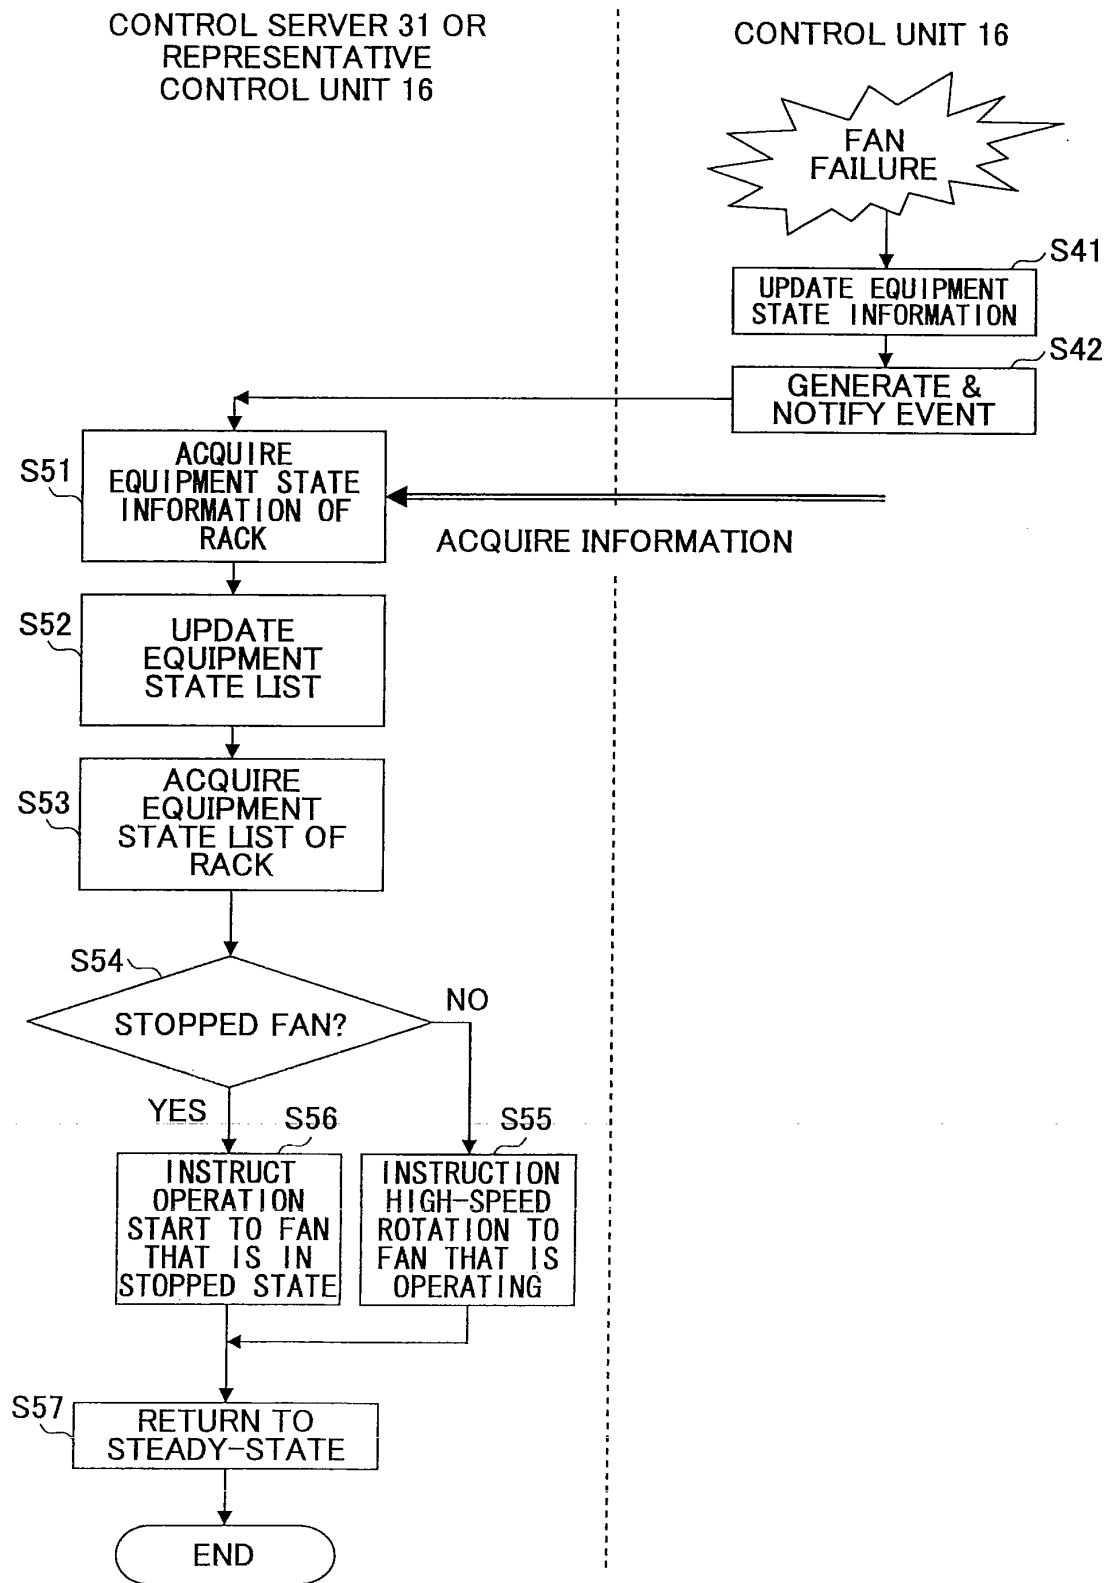 CONTROL SERVER 31 OR
REPRESENTATIVE
CONTROL UNIT 16
CONTROL UNIT 16
FAN
FAILURE
S41
UPDATE EQUIPMENT
STATE INFORMATION
S42
GENERATE &
NOTIFY EVENT
S51
ACQUIRE
EQUIPMENT STATE
INFORMATION OF
RACK
ACQUIRE INFORMATION
S52
UPDATE
EQUIPMENT
STATE LIST
S53
ACQUIRE
EQUIPMENT
STATE LIST OF
RACK
S54
STOPPED FAN?
NO
YES
S56
INSTRUCT
OPERATION
START TO FAN
THAT IS IN
STOPPED STATE
S55
INSTRUCTION
HIGH-SPEED
ROTATION TO
FAN THAT IS
OPERATING
S57
RETURN TO
STEADY-STATE
END